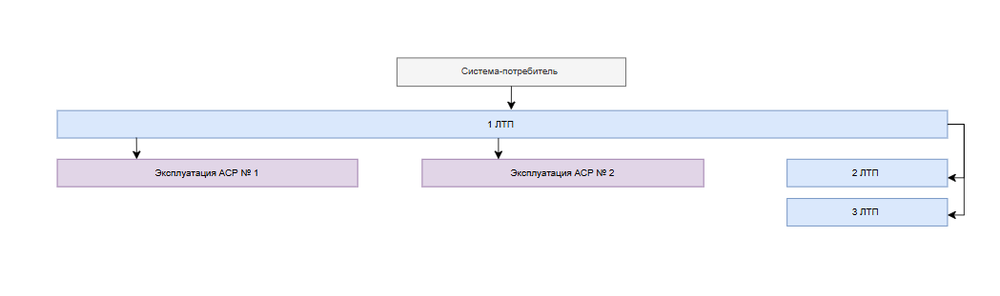 Система-потребитель
1 ЛТП
Эксплуатация АСР № 1
Эксплуатация АСР № 2
2 ЛТП
3 ЛТП